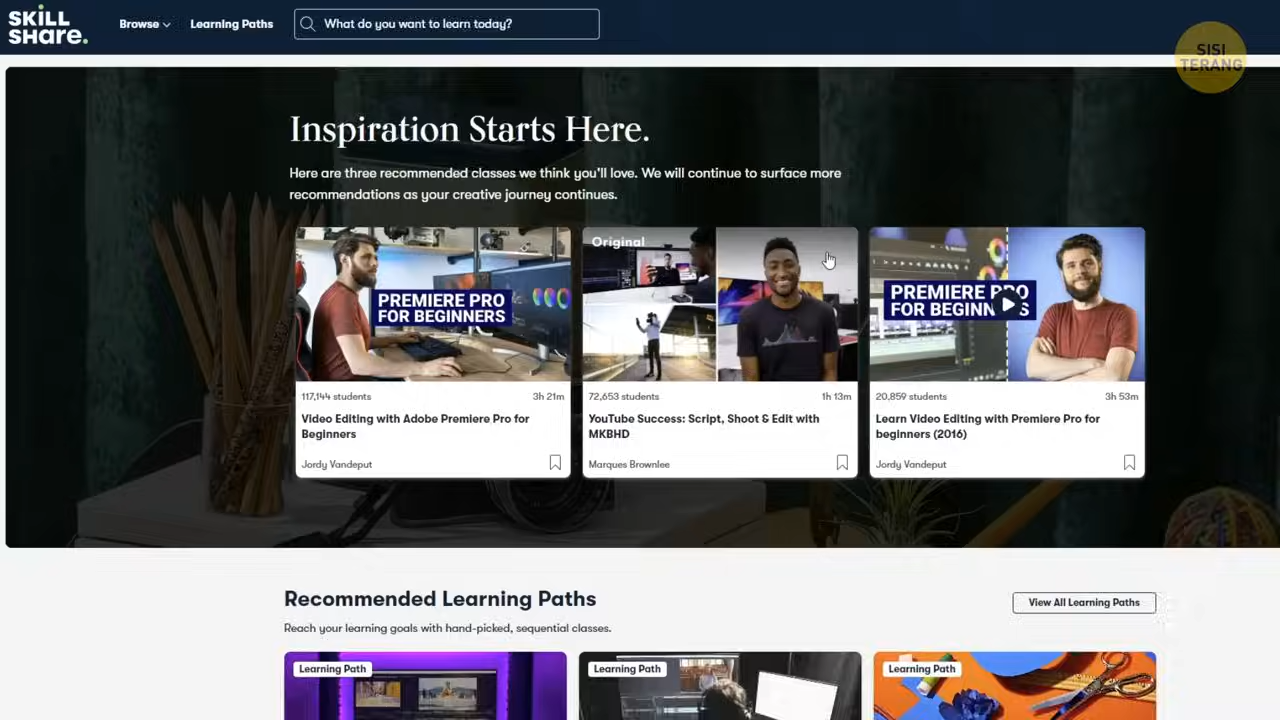 SKILL
SHare.
Browse
Learning Paths
What do you want to learn today?
SISI
TERANG
Inspiration Starts Here.
Here are three recommended classes we think you'll love. We will continue to surface more
recommendations as your creative journey continues.
PREMIERE PRO
FOR BEGINNERS
117,144 students
3h 21m
Video Editing with Adobe Premiere Pro for
Beginners
Jordy Vandeput
Original
72,653 students
1h 13m
YouTube Success: Script, Shoot & Edit with
MKBHD
Marques Brownlee
PREMIERE PRO
FOR BEGINNERS
20,859 students
3h 53m
Learn Video Editing with Premiere Pro for
beginners (2016)
Jordy Vandeput
Recommended Learning Paths
View All Learning Paths
Reach your learning goals with hand-picked, sequential classes.
Learning Path
Learning Path
Learning Path